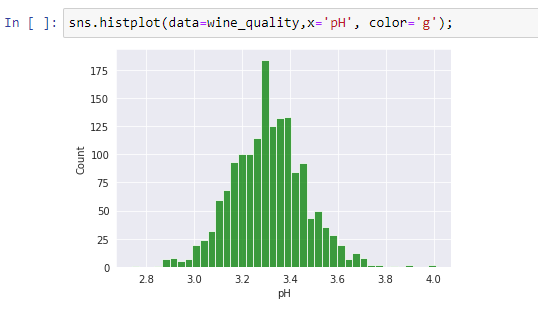 In [ ]: sns.histplot(data=wine_quality,x='pH', color='g');
175
150
125
100
75
50
25
0
Count
2.8 3.0 3.2 3.4 3.6 3.8 4.0
pH